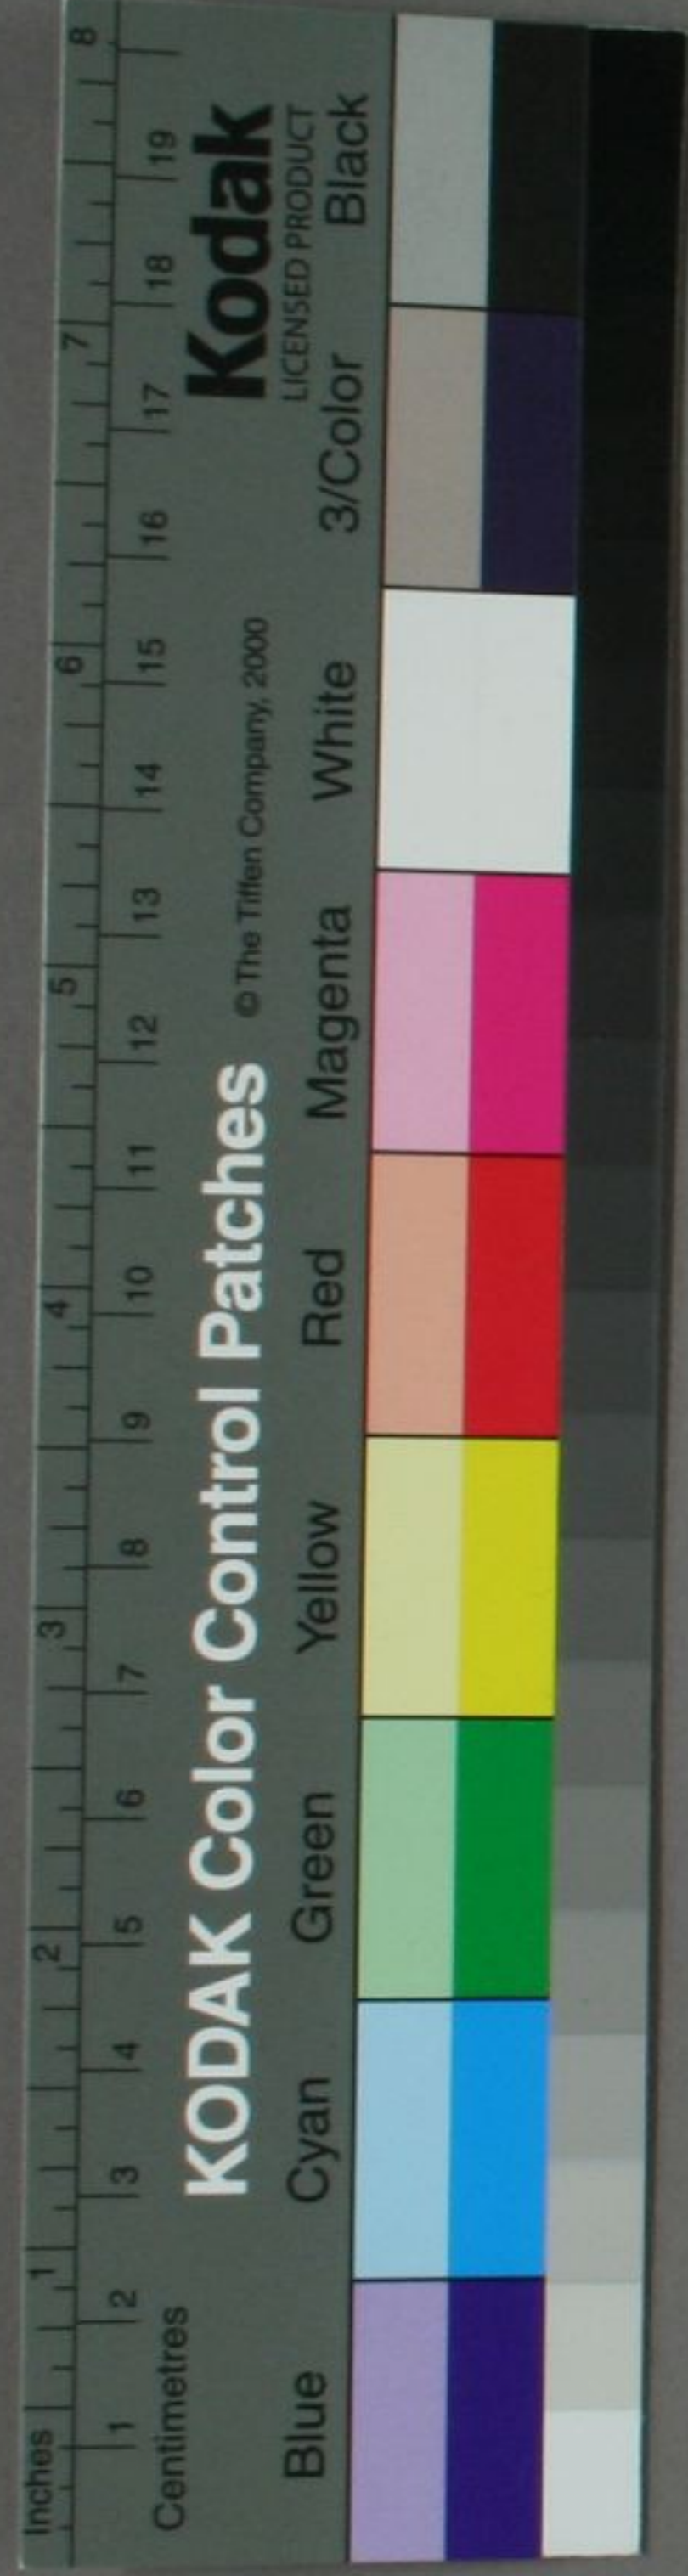 Inches 1 2 3 4 5 6 7 8
1 2 3 4 5 6 7 8 9 10 11 12 13 14 15 16 17 18 19
Centimetres
KODAK Color Control Patches © The Tiffen Company, 2000 Kodak
LICENSED PRODUCT
Blue Cyan Green Yellow Red Magenta White 3/Color Black